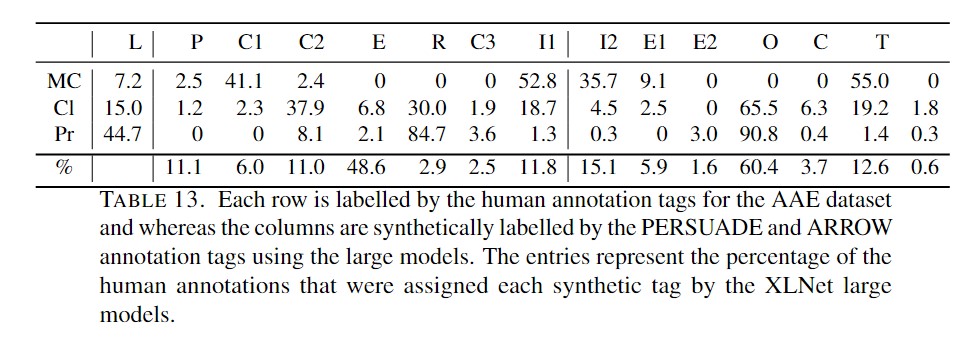 L P C1 C2 E R C3 I1 I2 E1 E2 O C T
MC 7.2 2.5 41.1 2.4 0 0 0 52.8 35.7 9.1 0 0 0 55.0 0
Cl 15.0 1.2 2.3 37.9 6.8 30.0 1.9 18.7 4.5 2.5 0 65.5 6.3 19.2 1.8
Pr 44.7 0 0 8.1 2.1 84.7 3.6 1.3 0.3 0 3.0 90.8 0.4 1.4 0.3
% 11.1 6.0 11.0 48.6 2.9 2.5 11.8 15.1 5.9 1.6 60.4 3.7 12.6 0.6
TABLE 13. Each row is labelled by the human annotation tags for the AAE dataset
and whereas the columns are synthetically labelled by the PERSUADE and ARROW
annotation tags using the large models. The entries represent the percentage of the
human annotations that were assigned each synthetic tag by the XLNet large
models.